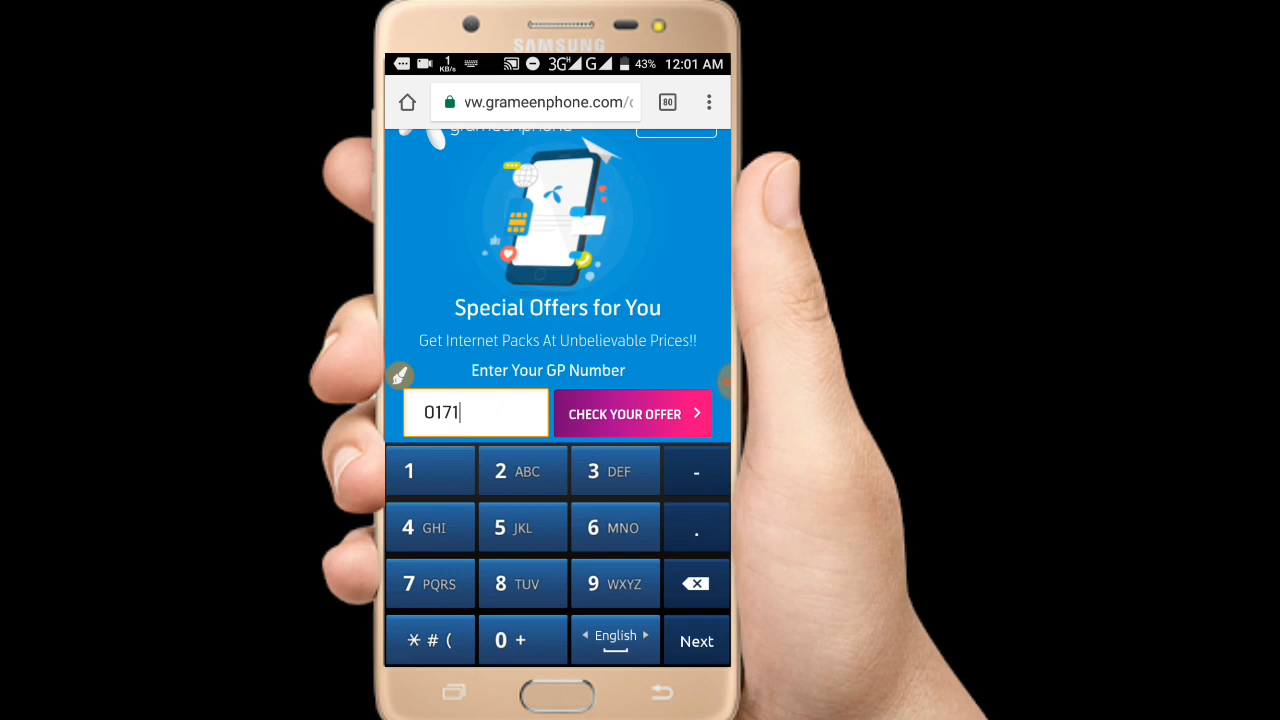 SAMSUNG
1 KB/s 3G H G 43% 12:01 AM
vw.grameenphone.com/c 80
grameenphone
Special Offers for You
Get Internet Packs At Unbelievable Prices!!
Enter Your GP Number
0171 CHECK YOUR OFFER
1 2 ABC 3 DEF -
4 GHI 5 JKL 6 MNO .
7 PQRS 8 TUV 9 WXYZ
* # ( 0 + English Next